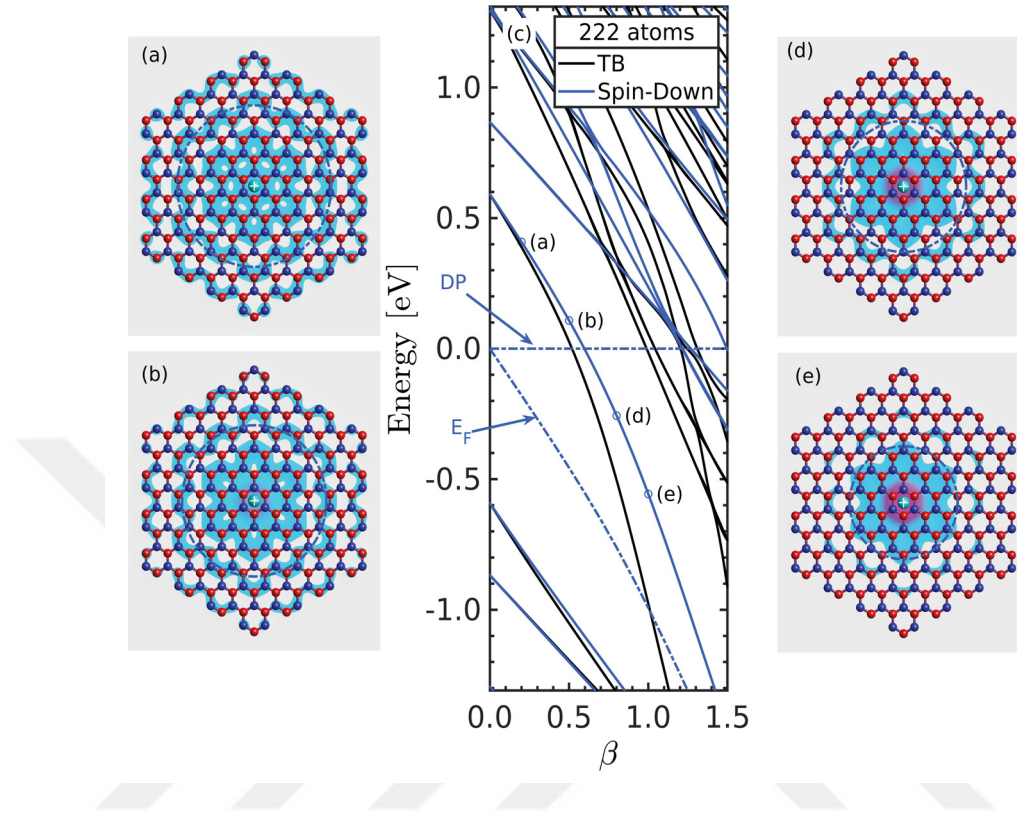 (a)
(b)
(c)
222 atoms
TB
Spin-Down
(a)
(b)
(d)
(e)
DP
E_F
Energy [eV]
1.0
0.5
0.0
-0.5
-1.0
0.0 0.5 1.0 1.5
β
(d)
(e)